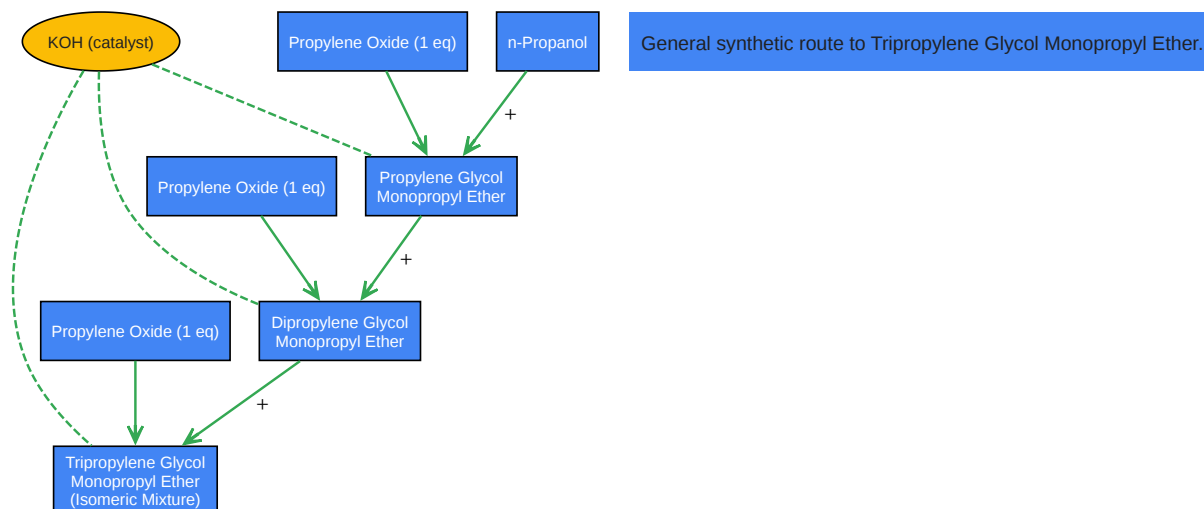 KOH (catalyst)
Propylene Oxide (1 eq)
n-Propanol
General synthetic route to Tripropylene Glycol Monopropyl Ether.
+
Propylene Oxide (1 eq)
Propylene Glycol
Monopropyl Ether
+
Propylene Oxide (1 eq)
Dipropylene Glycol
Monopropyl Ether
+
Tripropylene Glycol
Monopropyl Ether
(Isomeric Mixture)